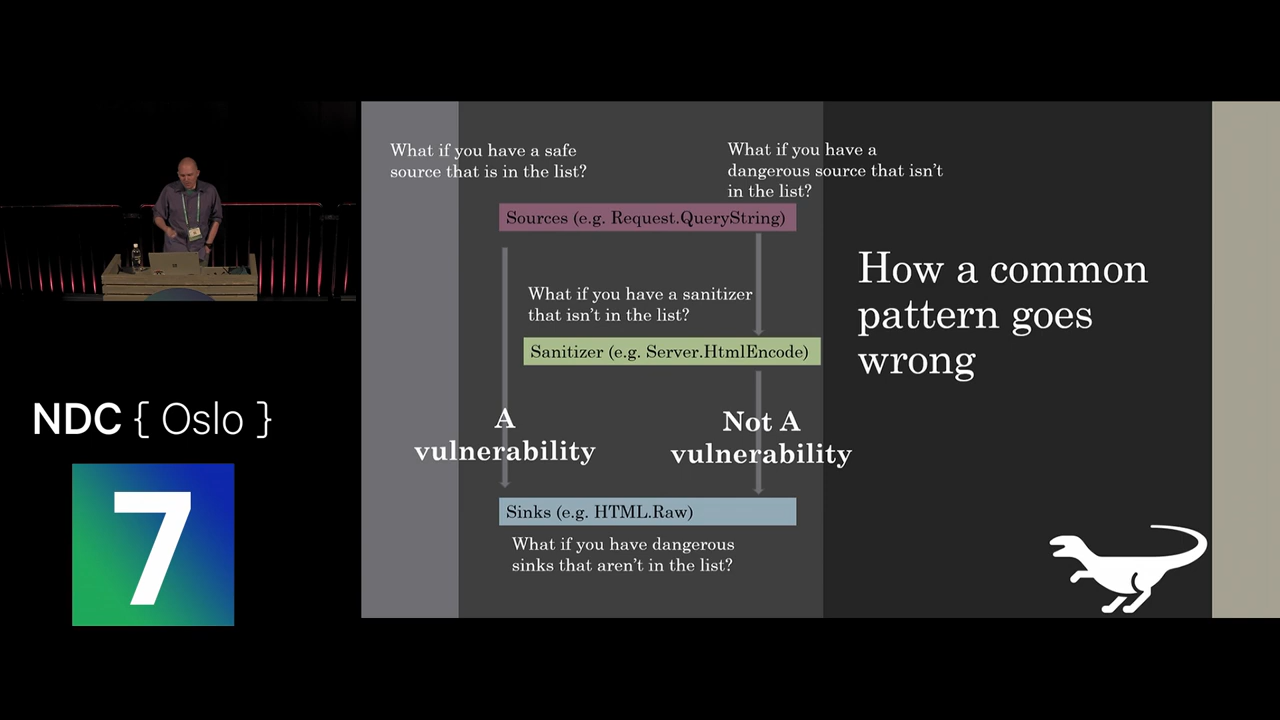 What if you have a safe
source that is in the list?
What if you have a
dangerous source that isn't
in the list?
Sources (e.g. Request.QueryString)
What if you have a sanitizer
that isn't in the list?
Sanitizer (e.g. Server.HtmlEncode)
A
vulnerability
Not A
vulnerability
Sinks (e.g. HTML.Raw)
What if you have dangerous
sinks that aren't in the list?
How a common
pattern goes
wrong
NDC { Oslo }
7